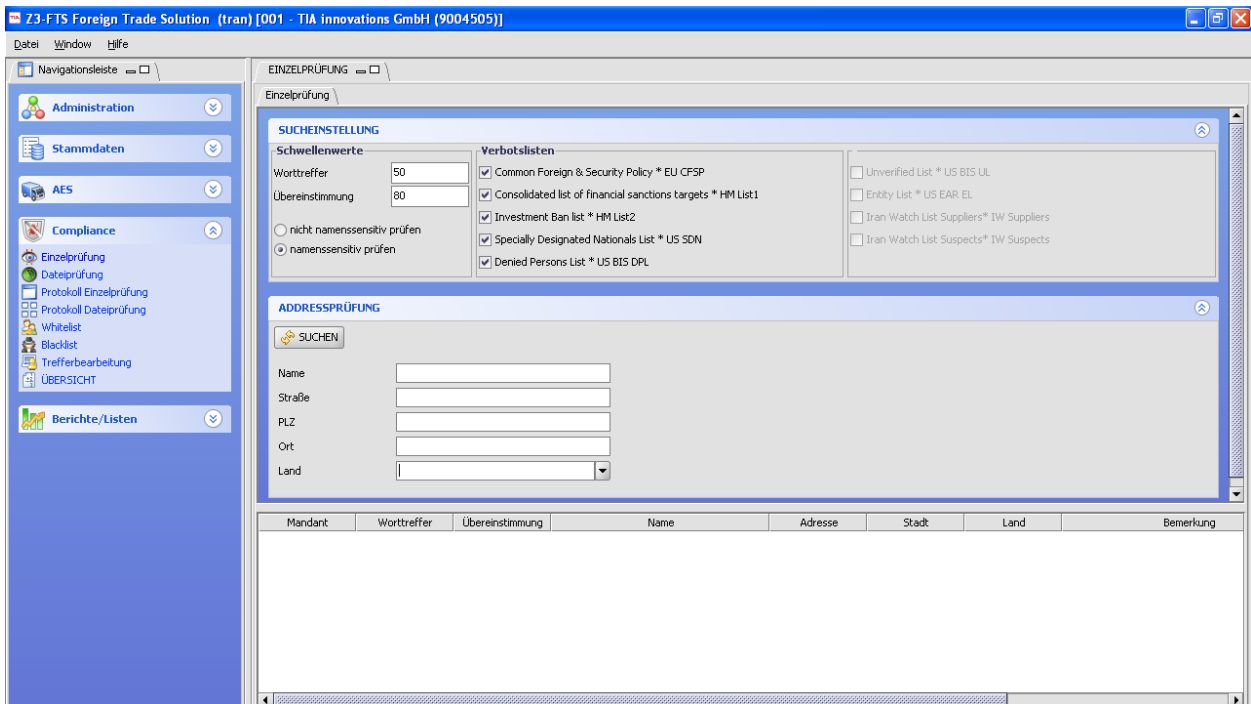 TIA Z3-FTS Foreign Trade Solution (tran) [001 - TIA innovations GmbH (9004505)]
Datei Window Hilfe
Navigationsleiste
Administration
Stammdaten
AES
Compliance
Einzelprüfung
Dateiprüfung
Protokoll Einzelprüfung
Protokoll Dateiprüfung
Whitelist
Blacklist
Trefferbearbeitung
ÜBERSICHT
Berichte/Listen
EINZELPRÜFUNG
Einzelprüfung
SUCHEINSTELLUNG
Schwellenwerte
Worttreffer 50
Übereinstimmung 80
nicht namenssensitiv prüfen
namenssensitiv prüfen
Verbotslisten
Common Foreign & Security Policy * EU CFSP
Consolidated list of financial sanctions targets * HM List1
Investment Ban list * HM List2
Specially Designated Nationals List * US SDN
Denied Persons List * US BIS DPL
Unverified List * US BIS UL
Entity List * US EAR EL
Iran Watch List Suppliers* IW Suppliers
Iran Watch List Suspects* IW Suspects
ADDRESSPRÜFUNG
SUCHEN
Name
Straße
PLZ
Ort
Land
Mandant Worttreffer Übereinstimmung Name Adresse Stadt Land Bemerkung